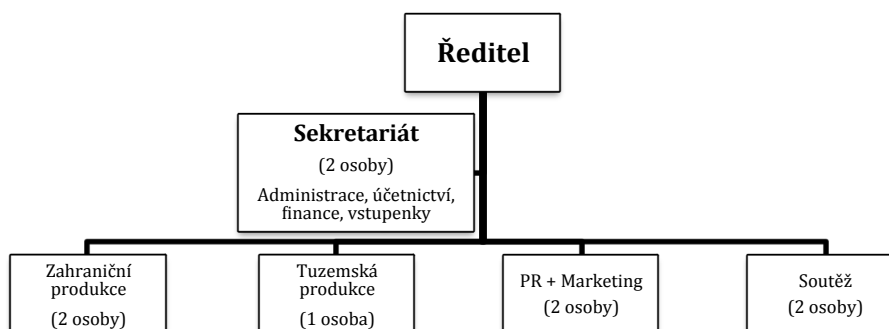 Ředitel
Sekretariát
(2 osoby)
Administrace, účetnictví,
finance, vstupenky
Zahraniční
produkce
(2 osoby)
Tuzemská
produkce
(1 osoba)
PR + Marketing
(2 osoby)
Soutěž
(2 osoby)